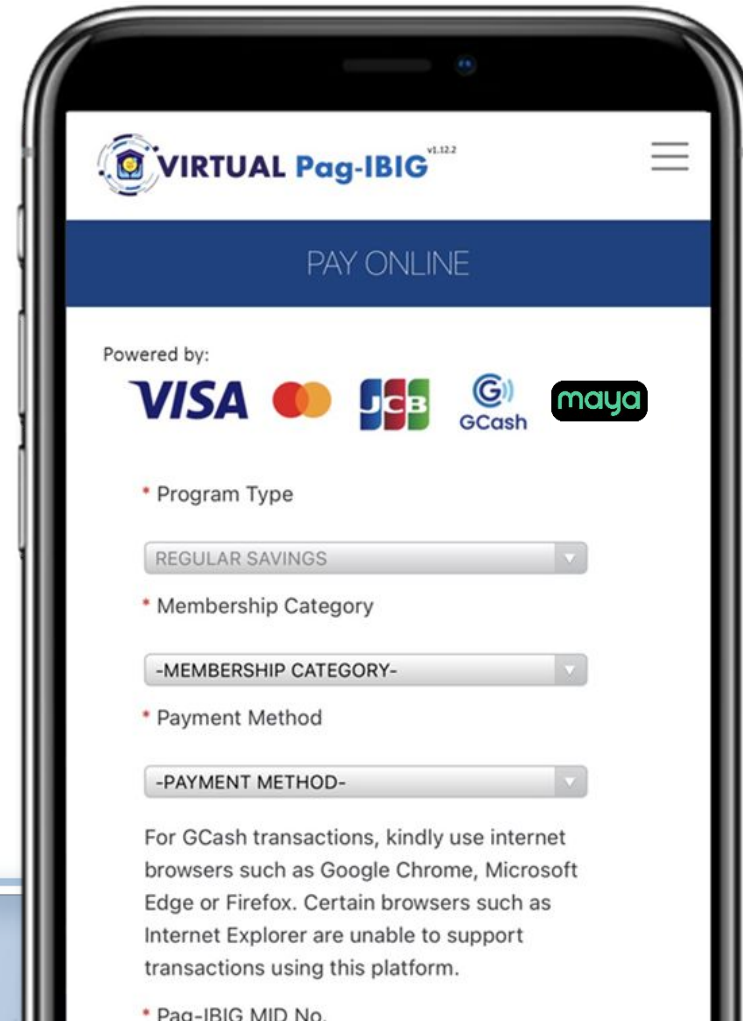 VIRTUAL Pag-IBIG v1.12.2
PAY ONLINE
Powered by:
VISA JCB G GCash maya
* Program Type
REGULAR SAVINGS
* Membership Category
-MEMBERSHIP CATEGORY-
* Payment Method
-PAYMENT METHOD-
For GCash transactions, kindly use internet
browsers such as Google Chrome, Microsoft
Edge or Firefox. Certain browsers such as
Internet Explorer are unable to support
transactions using this platform.
* Pag-IBIG MID No.